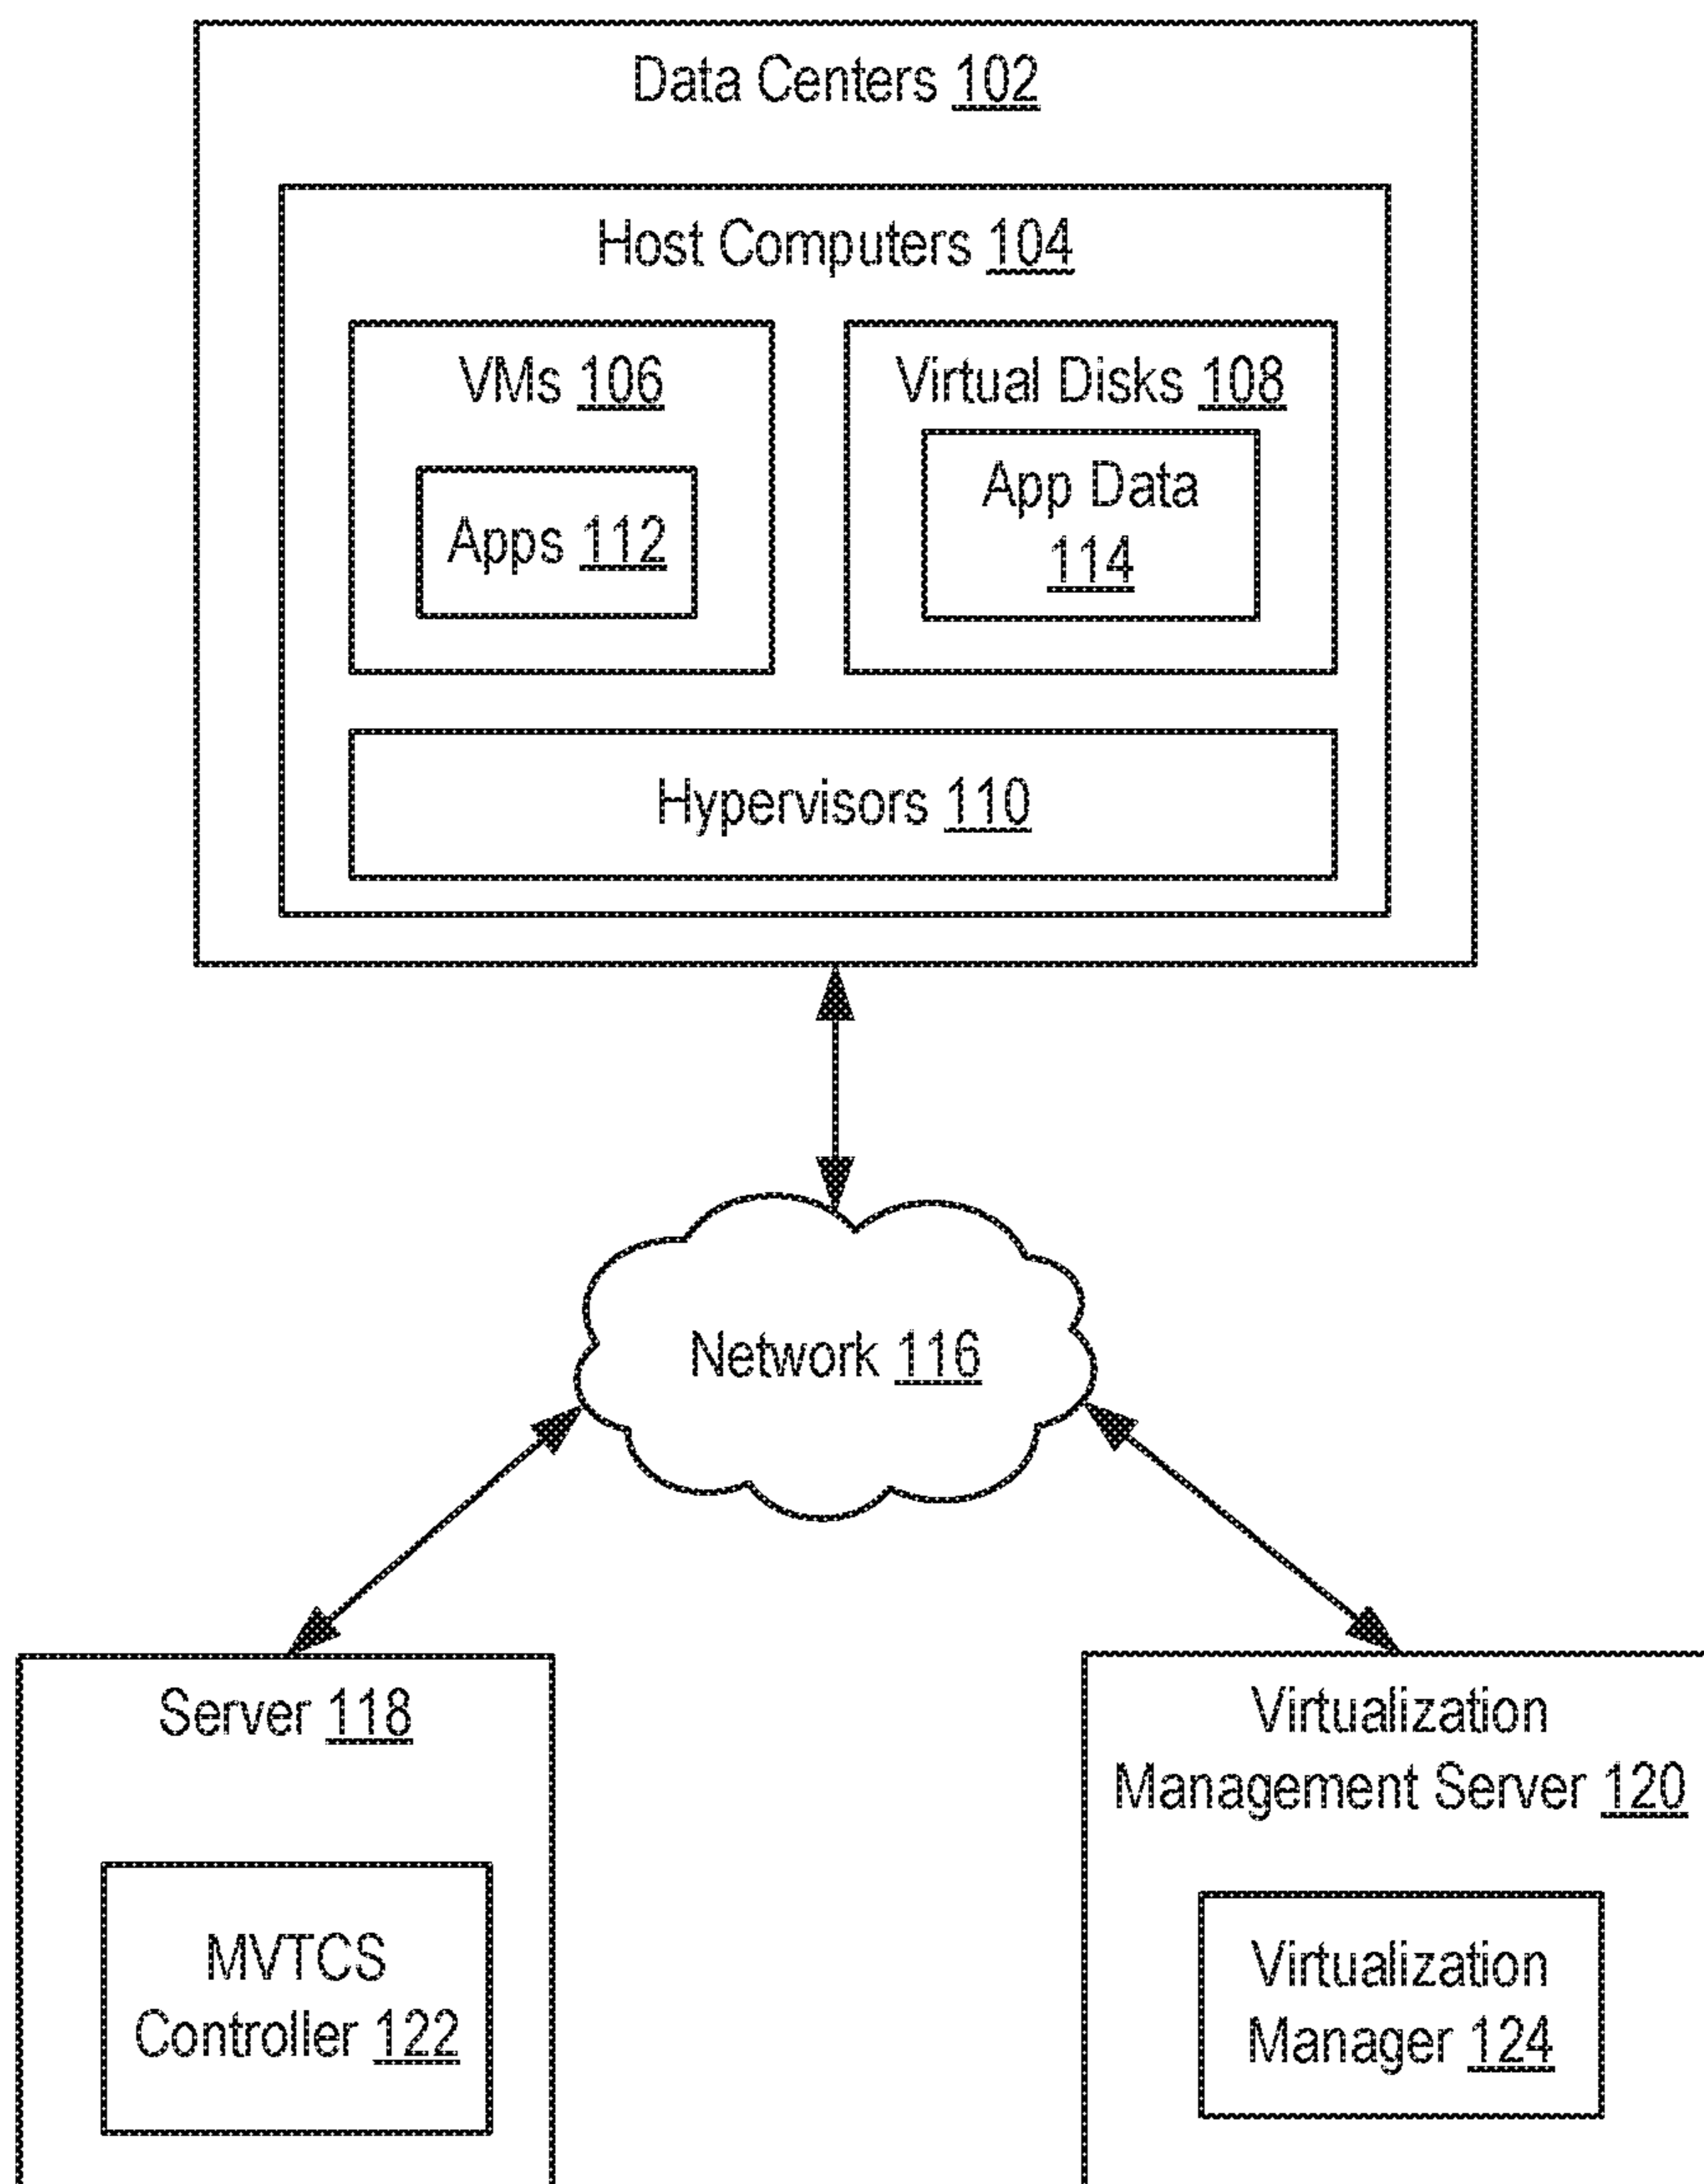 Data Centers 102
Host Computers 104
VMs 106
Apps 112
Virtual Disks 108
App Data
114
Hypervisors 110
Network 116
Server 118
MVTCS
Controller 122
Virtualization
Management Server 120
Virtualization
Manager 124